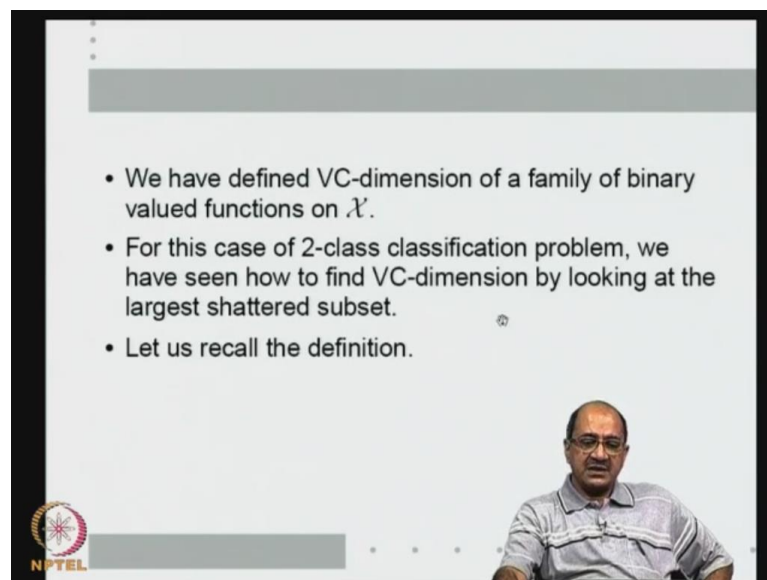 • We have defined VC-dimension of a family of binary
valued functions on 𝒳.
• For this case of 2-class classification problem, we
have seen how to find VC-dimension by looking at the
largest shattered subset.
• Let us recall the definition.
NPTEL